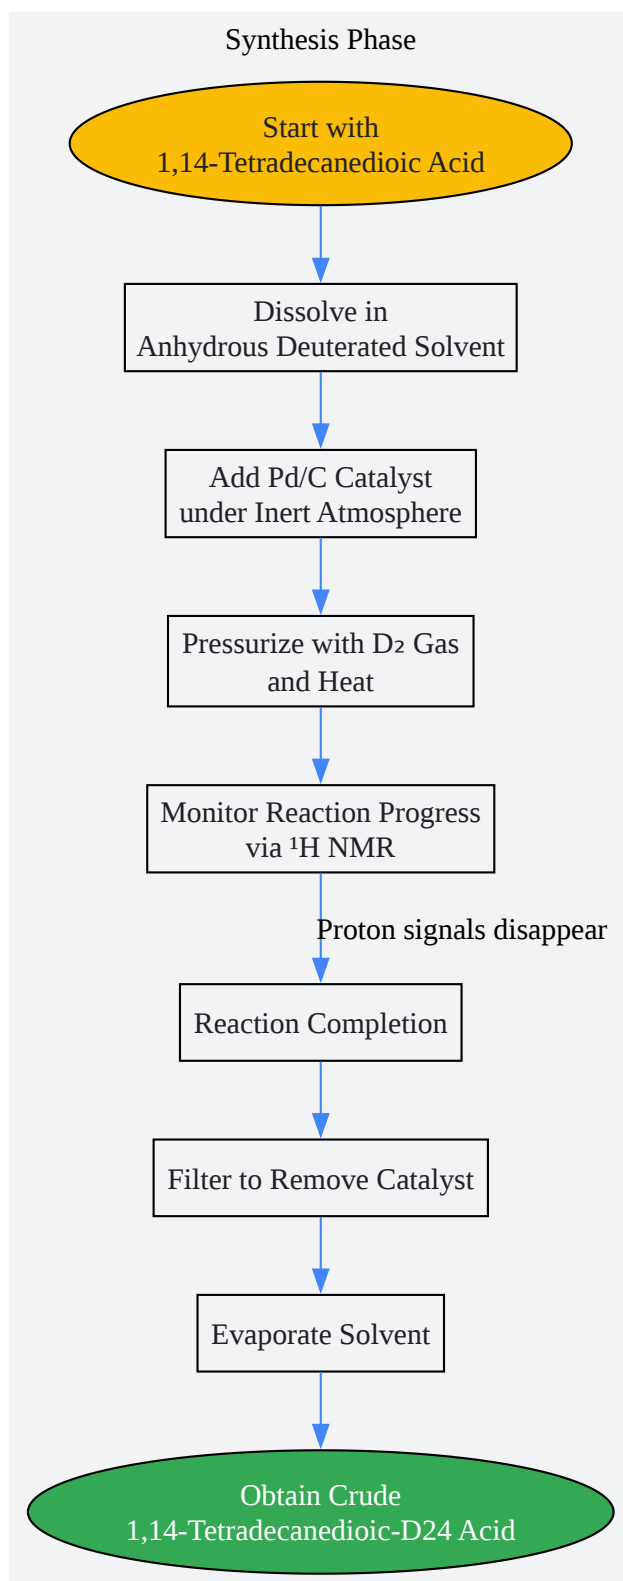 Synthesis Phase
Start with
1,14-Tetradecanedioic Acid
Dissolve in
Anhydrous Deuterated Solvent
Add Pd/C Catalyst
under Inert Atmosphere
Pressurize with D₂ Gas
and Heat
Monitor Reaction Progress
via ¹H NMR
Proton signals disappear
Reaction Completion
Filter to Remove Catalyst
Evaporate Solvent
Obtain Crude
1,14-Tetradecanedioic-D24 Acid